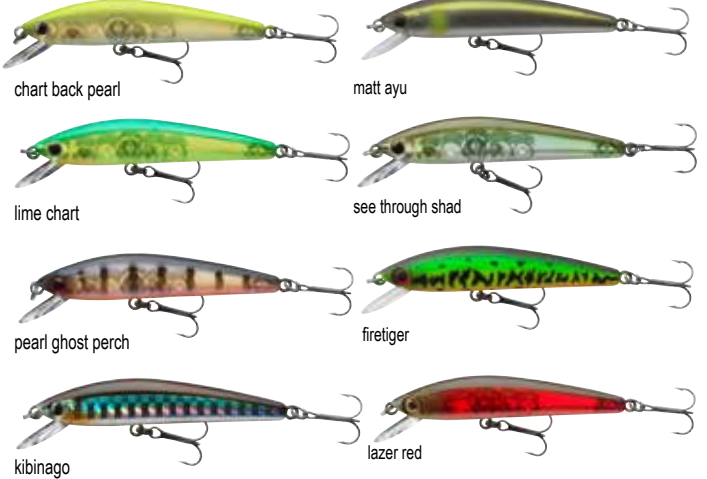 chart back pearl
matt ayu
lime chart
see through shad
pearl ghost perch
firetiger
kibinago
lazer red